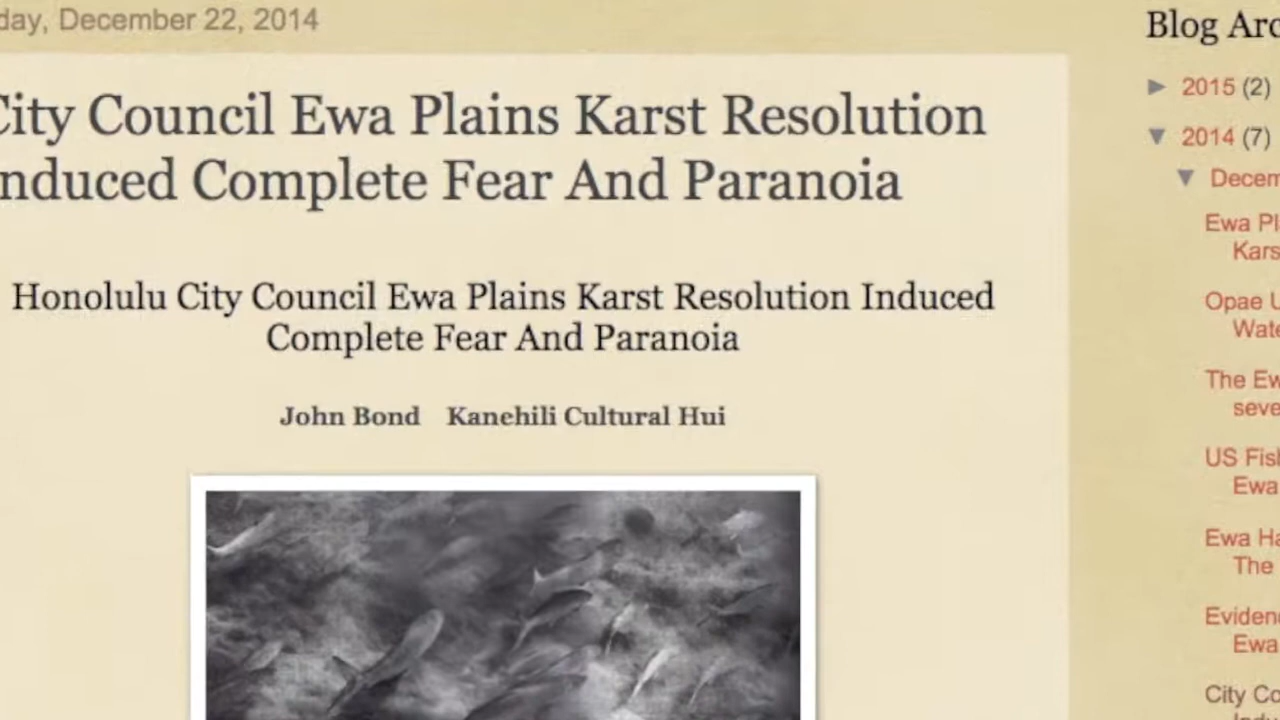 day, December 22, 2014
City Council Ewa Plains Karst Resolution
nduced Complete Fear And Paranoia
Honolulu City Council Ewa Plains Karst Resolution Induced
Complete Fear And Paranoia
John Bond Kanehili Cultural Hui
Blog Arc
► 2015 (2)
▼ 2014 (7)
▼ Decem
Ewa Pl
Kars
Opae U
Wate
The Ew
seve
US Fish
Ewa
Ewa Ha
The
Eviden
Ewa
City Co